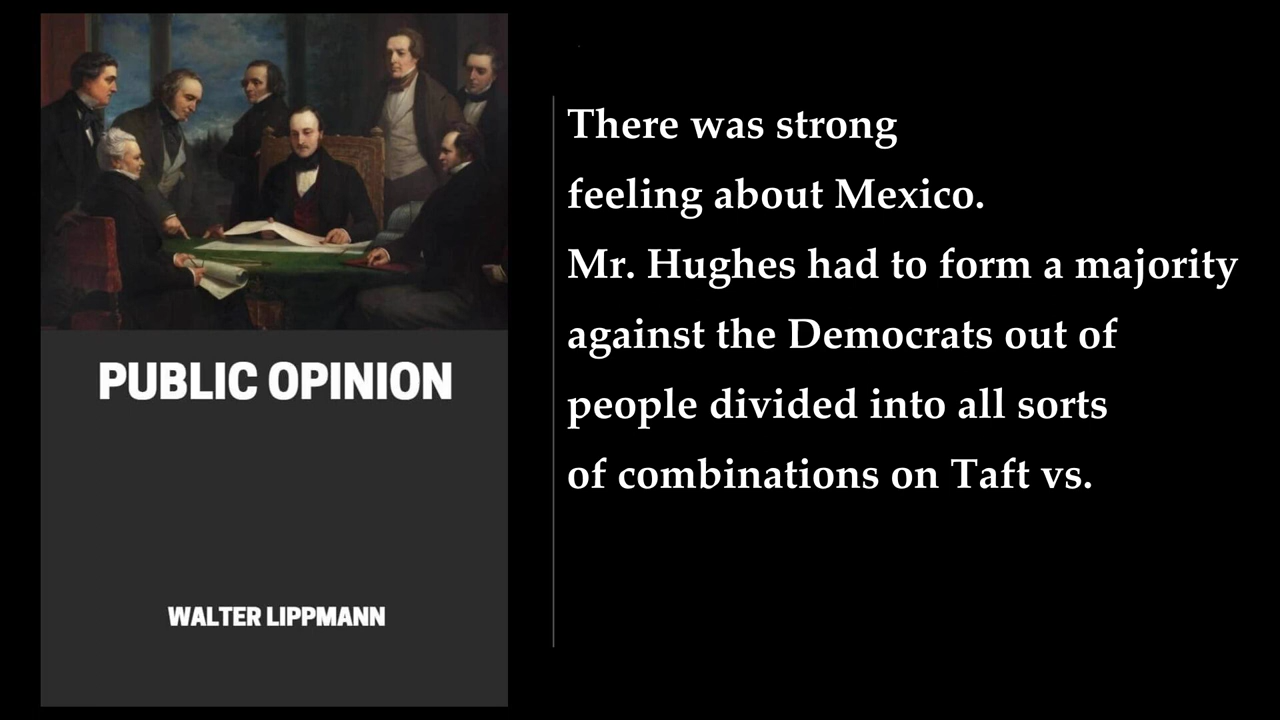 PUBLIC OPINION
WALTER LIPPMANN
There was strong
feeling about Mexico.
Mr. Hughes had to form a majority
against the Democrats out of
people divided into all sorts
of combinations on Taft vs.